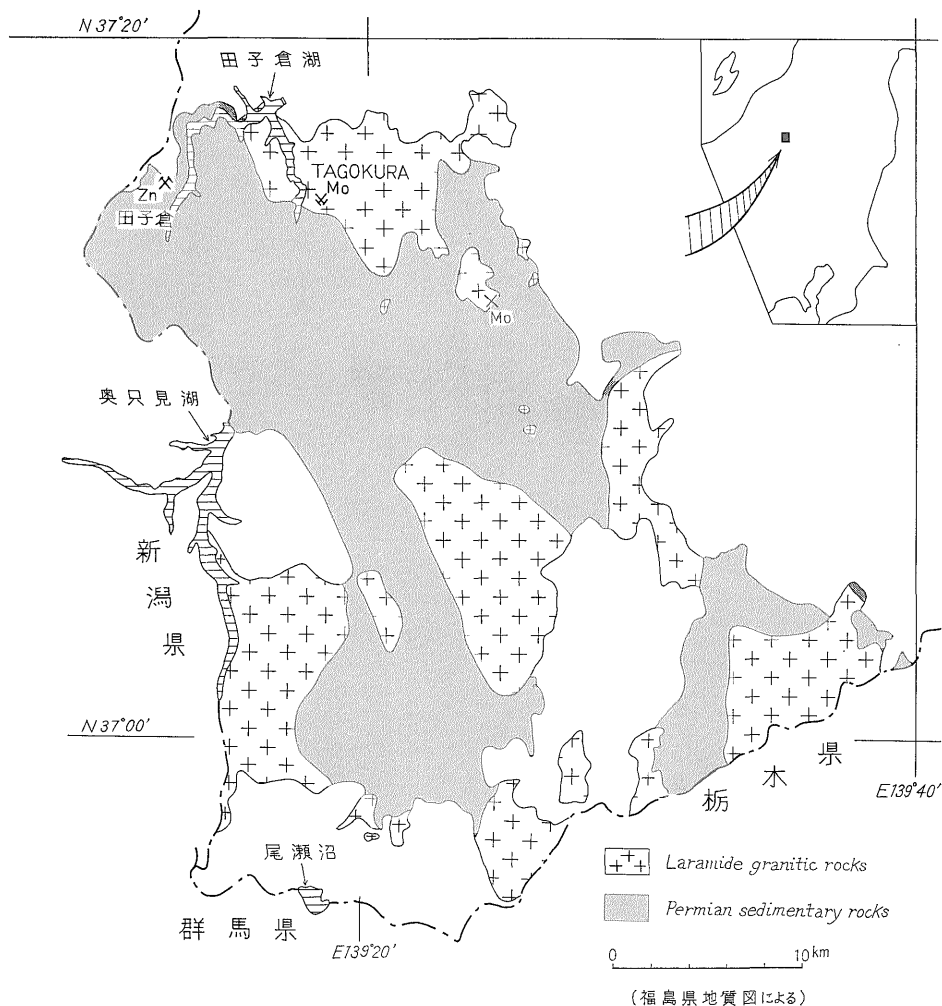 N 37°20′
田子倉湖
TAGOKURA
Mo
Zn
田子倉
Mo
奥只見湖
新潟県
N 37°00′
栃木県
E139°40′
尾瀬沼
群馬県
E139°20′
Laramide granitic rocks
Permian sedimentary rocks
0 10km
(福島県地質図による)